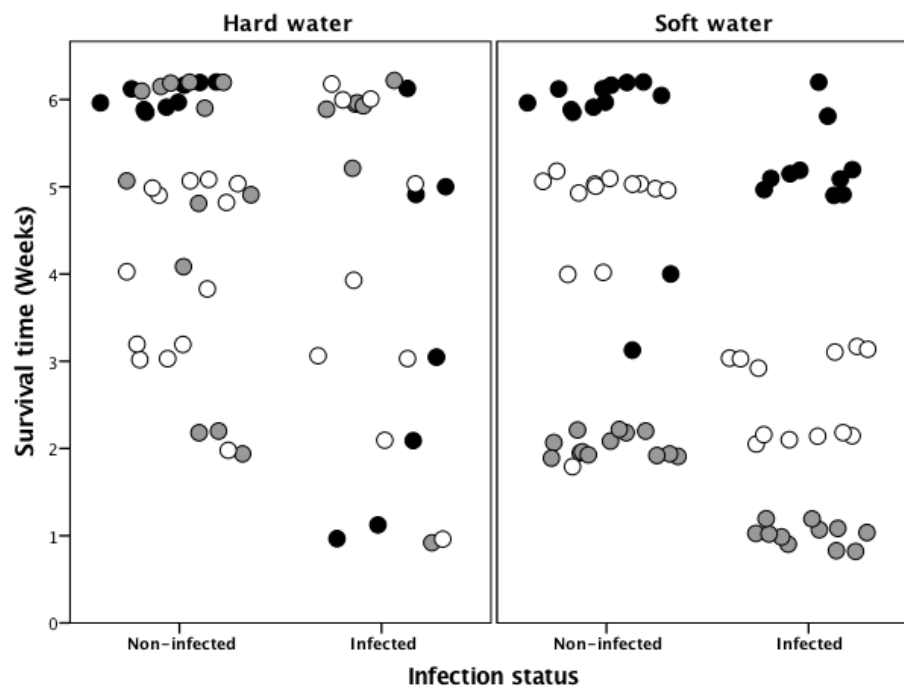 Hard water
Soft water
Survival time (Weeks)
6
5
4
3
2
1
0
Non-infected
Infected
Non-infected
Infected
Infection status